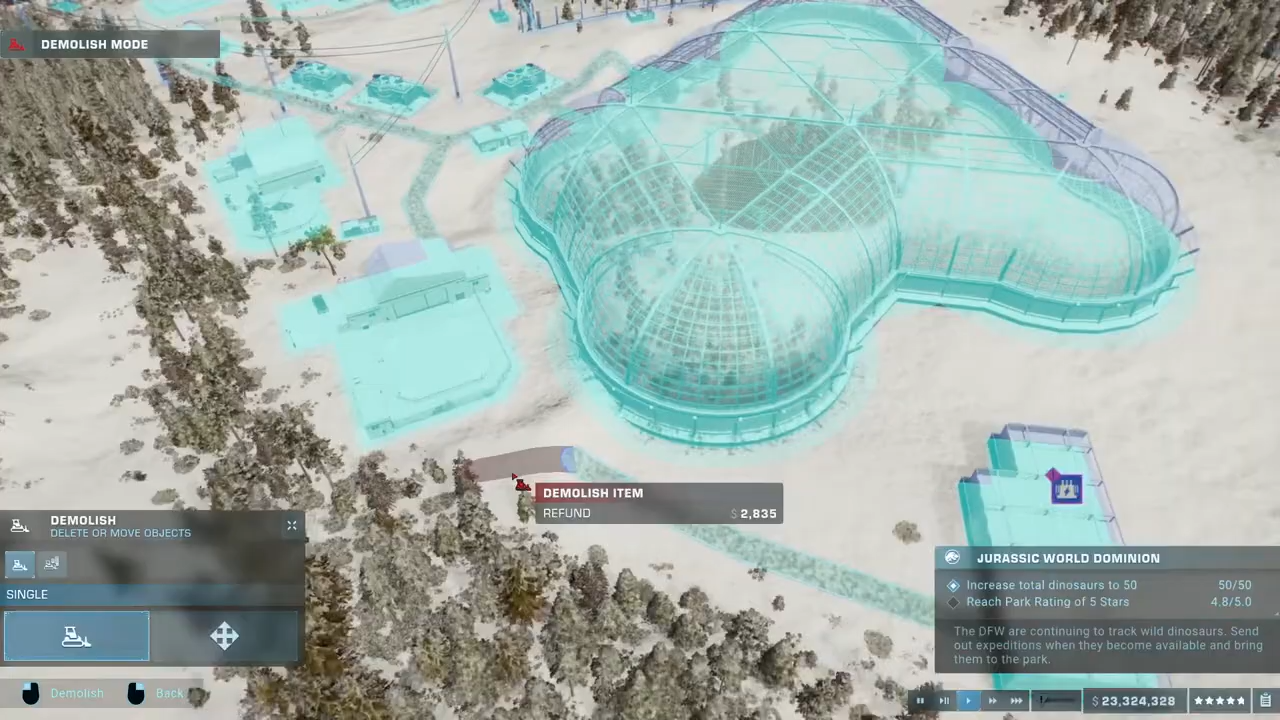 DEMOLISH MODE
DEMOLISH ITEM
REFUND $ 2,835
DEMOLISH
DELETE OR MOVE OBJECTS
SINGLE
Demolish Back
JURASSIC WORLD DOMINION
Increase total dinosaurs to 50 50/50
Reach Park Rating of 5 Stars 4.8/5.0
The DFW are continuing to track wild dinosaurs. Send
out expeditions when they become available and bring
them to the park.
$ 23,324,328